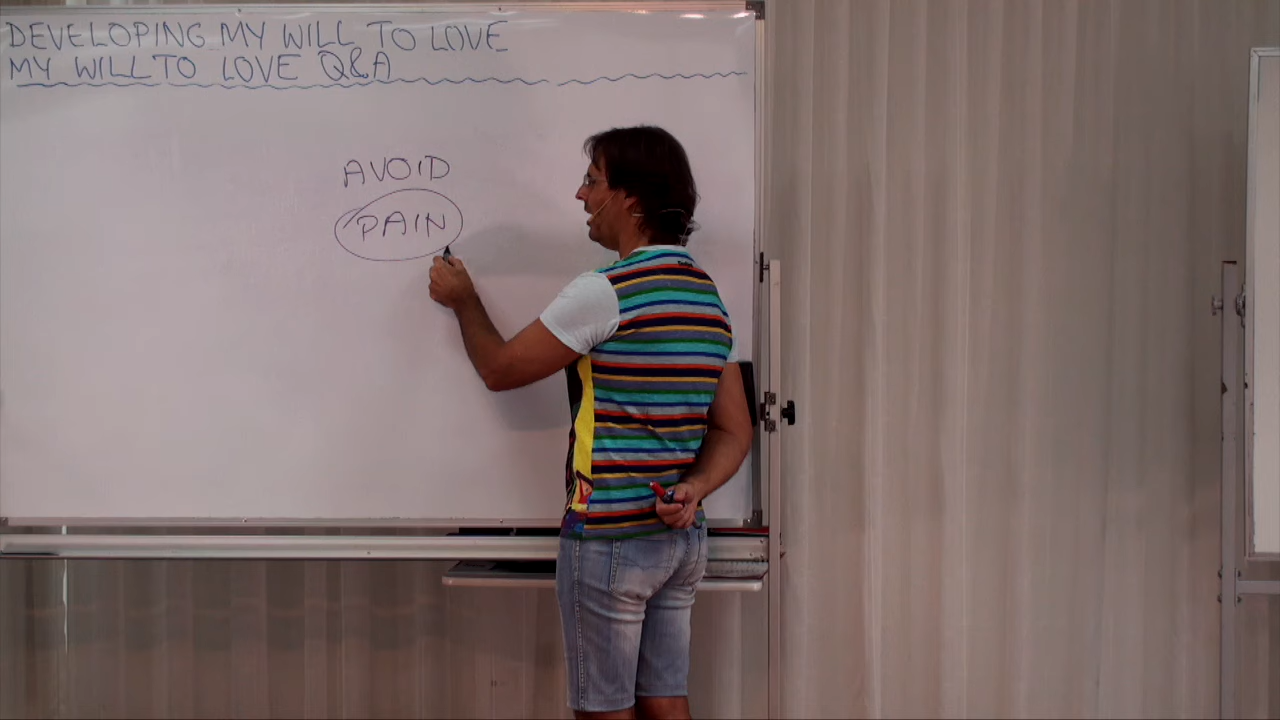 DEVELOPING MY WILL TO LOVE
MY WILL TO LOVE Q&A
AVOID
PAIN